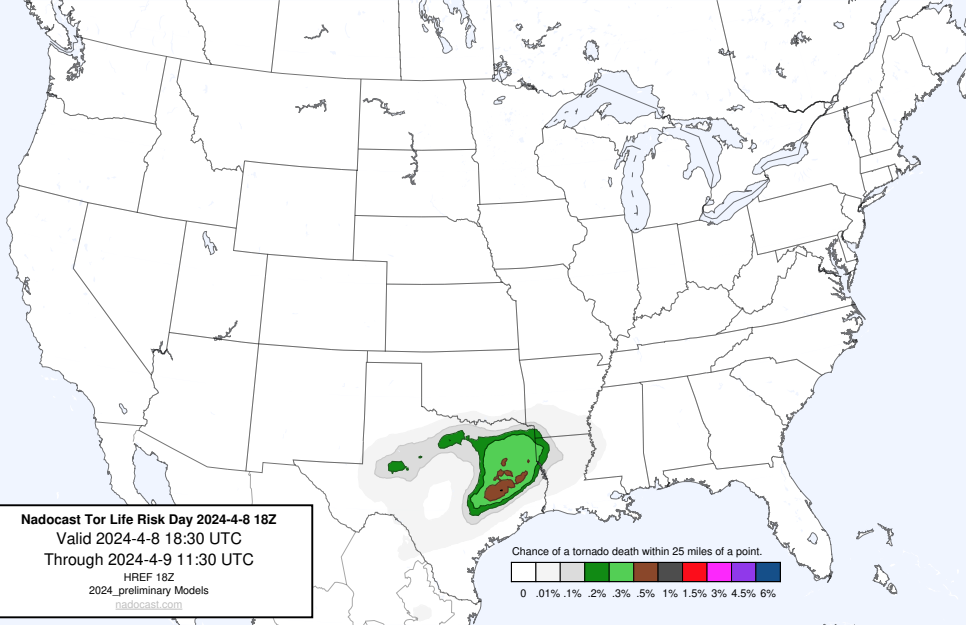 Nadocast Tor Life Risk Day 2024-4-8 18Z
Valid 2024-4-8 18:30 UTC
Through 2024-4-9 11:30 UTC
HREF 18Z
2024_preliminary Models
nadocast.com
Chance of a tornado death within 25 miles of a point.
0 .01% .1% .2% .3% .5% 1% 1.5% 3% 4.5% 6%